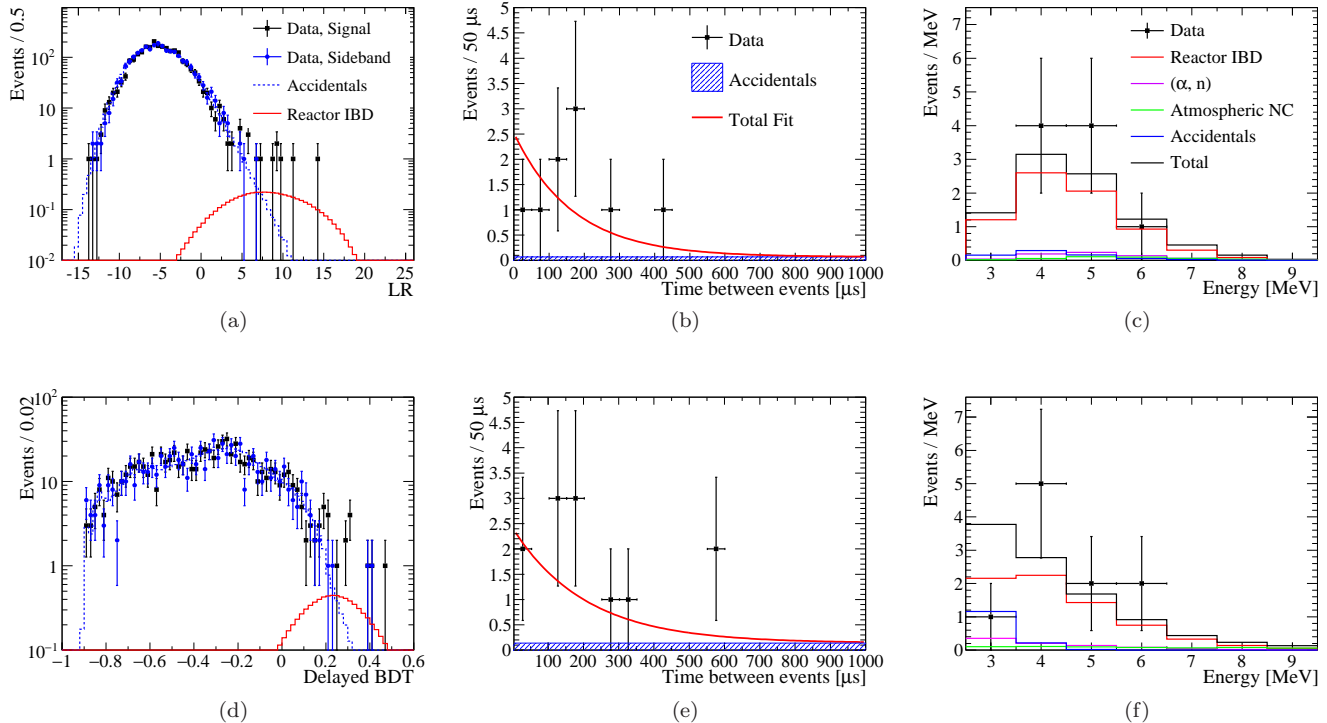 Events / 0.5
10²
10
1
10⁻¹
10⁻²
−15 −10 −5 0 5 10 15 20 25
LR
Data, Signal
Data, Sideband
Accidentals
Reactor IBD
(a)
Events / 50 μs
5
4.5
4
3.5
3
2.5
2
1.5
1
0.5
0
0 100 200 300 400 500 600 700 800 900 1000
Time between events [μs]
Data
Accidentals
Total Fit
(b)
Events / MeV
7
6
5
4
3
2
1
0
3 4 5 6 7 8 9
Energy [MeV]
Data
Reactor IBD
(α, n)
Atmospheric NC
Accidentals
Total
(c)
Events / 0.02
10²
10
1
10⁻¹
−1 −0.8 −0.6 −0.4 −0.2 0 0.2 0.4 0.6
Delayed BDT
(d)
Events / 50 μs
5
4.5
4
3.5
3
2.5
2
1.5
1
0.5
0
100 200 300 400 500 600 700 800 900 1000
Time between events [μs]
(e)
Events / MeV
7
6
5
4
3
2
1
0
3 4 5 6 7 8 9
Energy [MeV]
(f)